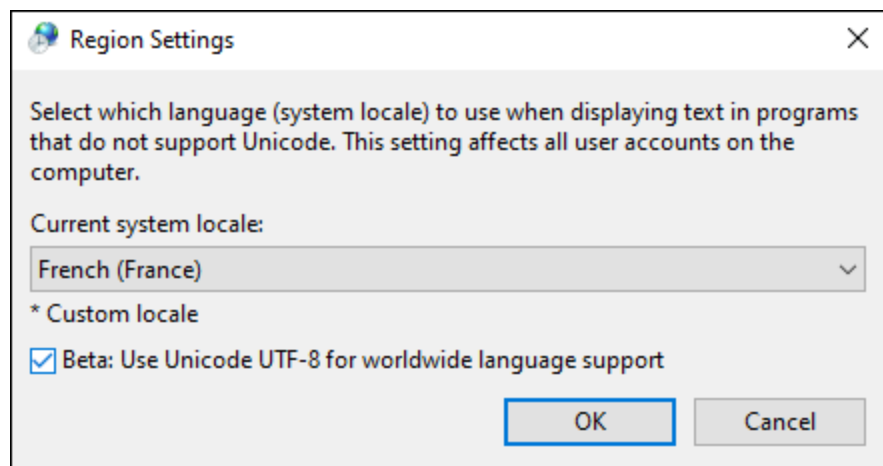 Region Settings
Select which language (system locale) to use when displaying text in programs
that do not support Unicode. This setting affects all user accounts on the
computer.
Current system locale:
French (France)
* Custom locale
Beta: Use Unicode UTF-8 for worldwide language support
OK Cancel